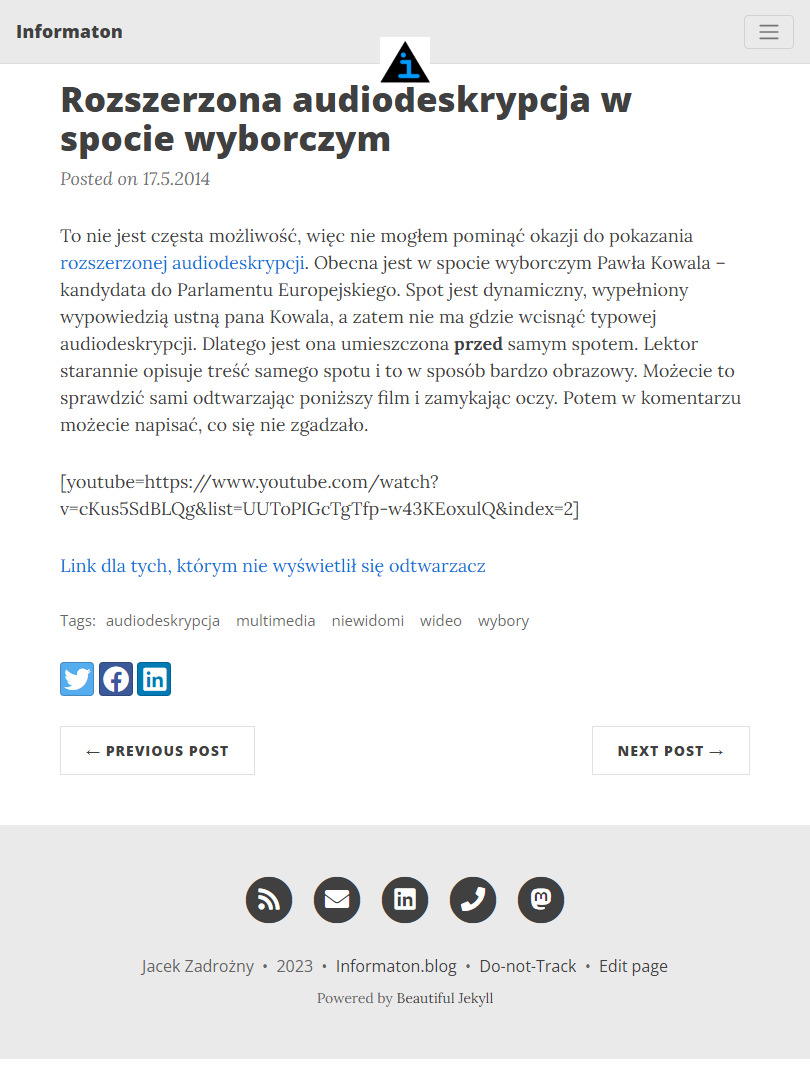 Informaton
Rozszerzona audiodeskrypcja w
spocie wyborczym
Posted on 17.5.2014
To nie jest częsta możliwość, więc nie mogłem pominąć okazji do pokazania
rozszerzonej audiodeskrypcji. Obecna jest w spocie wyborczym Pawła Kowala –
kandydata do Parlamentu Europejskiego. Spot jest dynamiczny, wypełniony
wypowiedzią ustną pana Kowala, a zatem nie ma gdzie wcisnąć typowej
audiodeskrypcji. Dlatego jest ona umieszczona przed samym spotem. Lektor
starannie opisuje treść samego spotu i to w sposób bardzo obrazowy. Możecie to
sprawdzić sami odtwarzając poniższy film i zamykając oczy. Potem w komentarzu
możecie napisać, co się nie zgadzało.
[youtube=https://www.youtube.com/watch?
v=cKus5SdBLQg&list=UUToPIGcTgTfp-w43KEoxulQ&index=2]
Link dla tych, którym nie wyświetlił się odtwarzacz
Tags: audiodeskrypcja multimedia niewidomi wideo wybory
← PREVIOUS POST NEXT POST →
Jacek Zadrożny • 2023 • Informaton.blog • Do-not-Track • Edit page
Powered by Beautiful Jekyll